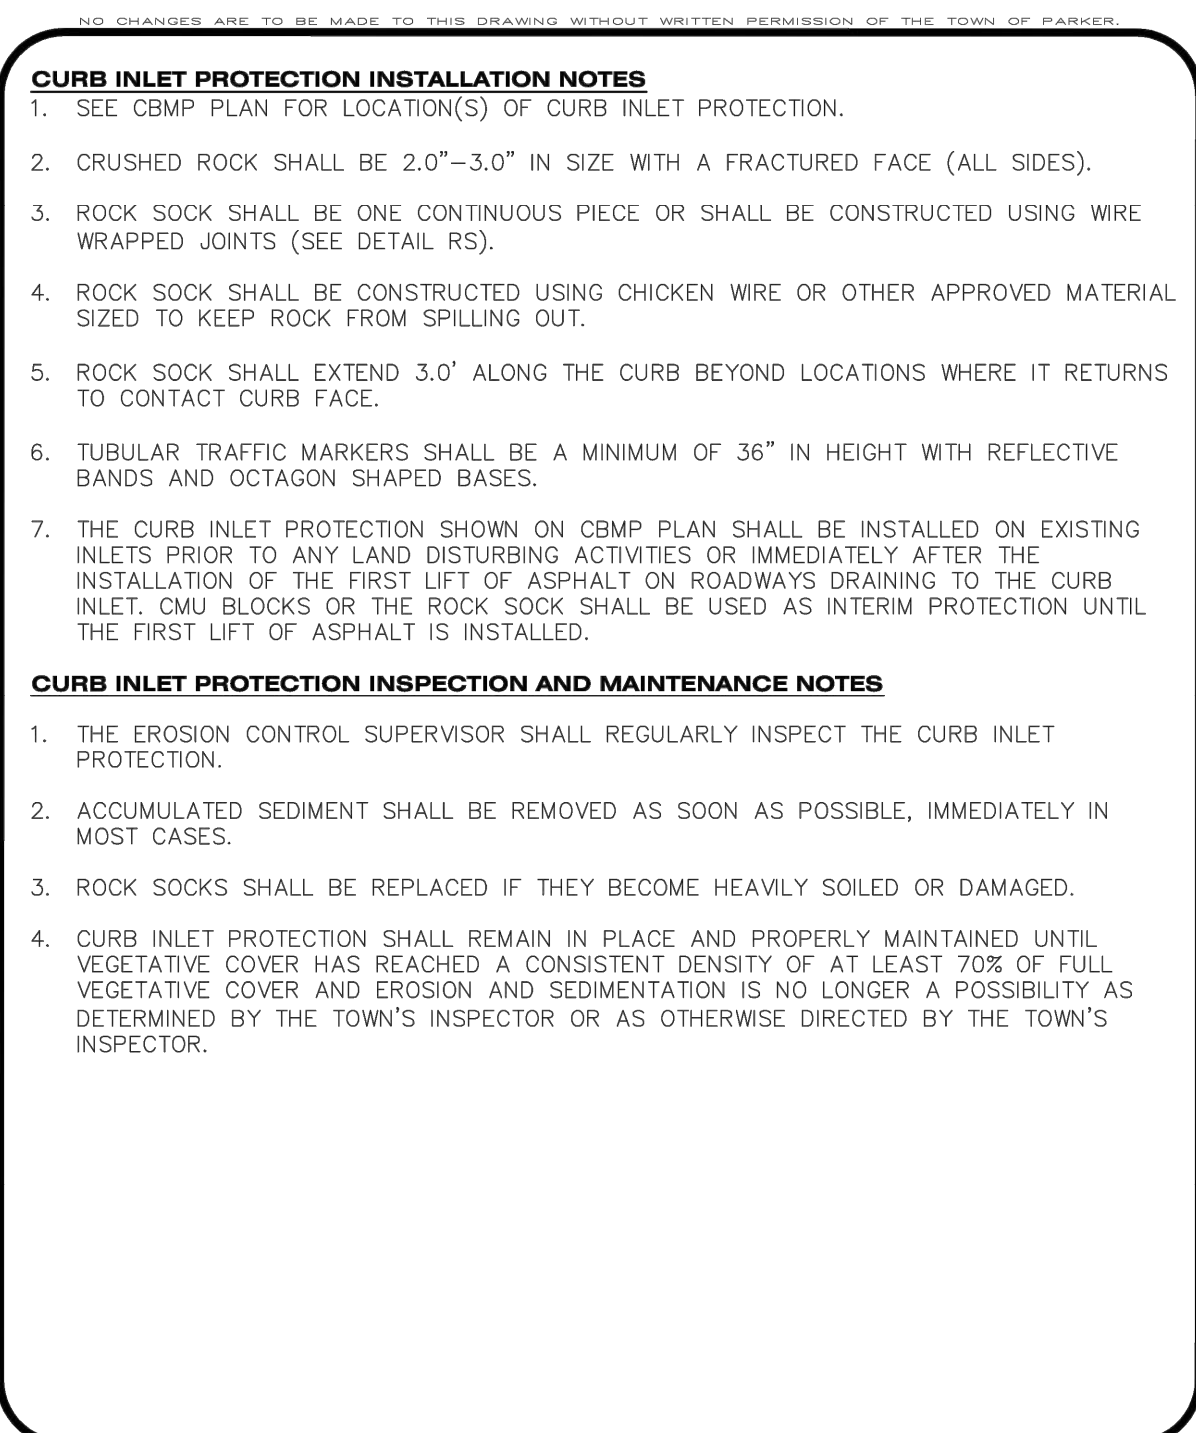 NO CHANGES ARE TO BE MADE TO THIS DRAWING WITHOUT WRITTEN PERMISSION OF THE TOWN OF PARKER.
CURB INLET PROTECTION INSTALLATION NOTES
1. SEE CBMP PLAN FOR LOCATION(S) OF CURB INLET PROTECTION.
2. CRUSHED ROCK SHALL BE 2.0"–3.0" IN SIZE WITH A FRACTURED FACE (ALL SIDES).
3. ROCK SOCK SHALL BE ONE CONTINUOUS PIECE OR SHALL BE CONSTRUCTED USING WIRE
WRAPPED JOINTS (SEE DETAIL RS).
4. ROCK SOCK SHALL BE CONSTRUCTED USING CHICKEN WIRE OR OTHER APPROVED MATERIAL
SIZED TO KEEP ROCK FROM SPILLING OUT.
5. ROCK SOCK SHALL EXTEND 3.0' ALONG THE CURB BEYOND LOCATIONS WHERE IT RETURNS
TO CONTACT CURB FACE.
6. TUBULAR TRAFFIC MARKERS SHALL BE A MINIMUM OF 36" IN HEIGHT WITH REFLECTIVE
BANDS AND OCTAGON SHAPED BASES.
7. THE CURB INLET PROTECTION SHOWN ON CBMP PLAN SHALL BE INSTALLED ON EXISTING
INLETS PRIOR TO ANY LAND DISTURBING ACTIVITIES OR IMMEDIATELY AFTER THE
INSTALLATION OF THE FIRST LIFT OF ASPHALT ON ROADWAYS DRAINING TO THE CURB
INLET. CMU BLOCKS OR THE ROCK SOCK SHALL BE USED AS INTERIM PROTECTION UNTIL
THE FIRST LIFT OF ASPHALT IS INSTALLED.
CURB INLET PROTECTION INSPECTION AND MAINTENANCE NOTES
1. THE EROSION CONTROL SUPERVISOR SHALL REGULARLY INSPECT THE CURB INLET
PROTECTION.
2. ACCUMULATED SEDIMENT SHALL BE REMOVED AS SOON AS POSSIBLE, IMMEDIATELY IN
MOST CASES.
3. ROCK SOCKS SHALL BE REPLACED IF THEY BECOME HEAVILY SOILED OR DAMAGED.
4. CURB INLET PROTECTION SHALL REMAIN IN PLACE AND PROPERLY MAINTAINED UNTIL
VEGETATIVE COVER HAS REACHED A CONSISTENT DENSITY OF AT LEAST 70% OF FULL
VEGETATIVE COVER AND EROSION AND SEDIMENTATION IS NO LONGER A POSSIBILITY AS
DETERMINED BY THE TOWN'S INSPECTOR OR AS OTHERWISE DIRECTED BY THE TOWN'S
INSPECTOR.